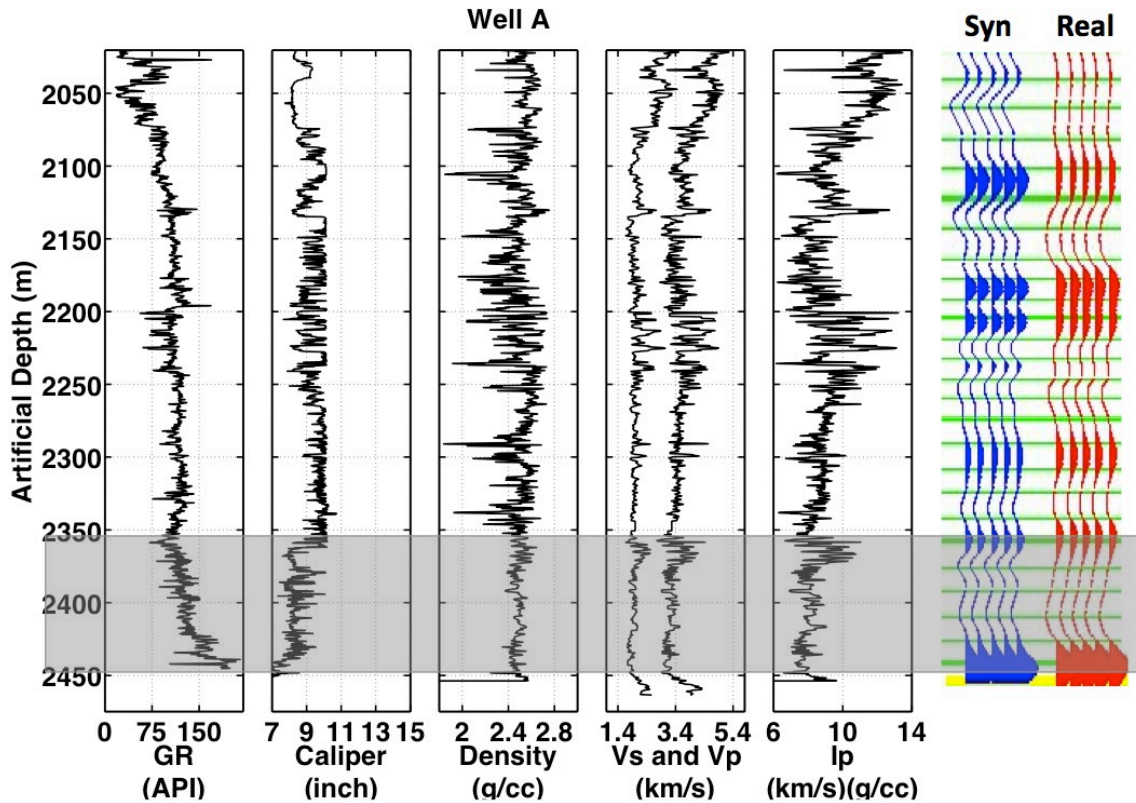 Well A
Syn Real
Artificial Depth (m)
2050
2100
2150
2200
2250
2300
2350
2400
2450
0 75 150
7 9 11 13 15
2 2.4 2.8
1.4 3.4 5.4
6 10 14
GR Caliper Density Vs and Vp Ip
(API) (inch) (g/cc) (km/s) (km/s)(g/cc)